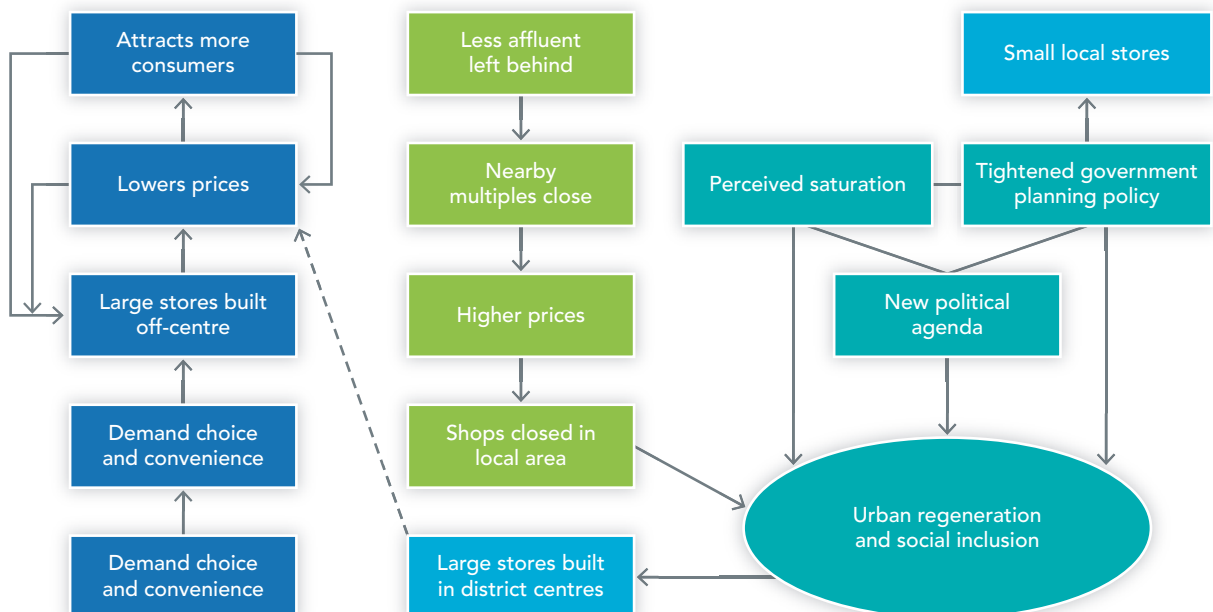 Attracts more
consumers
Lowers prices
Large stores built
off-centre
Demand choice
and convenience
Demand choice
and convenience
Less affluent
left behind
Nearby
multiples close
Higher prices
Shops closed in
local area
Large stores built
in district centres
Small local stores
Perceived saturation
Tightened government
planning policy
New political
agenda
Urban regeneration
and social inclusion